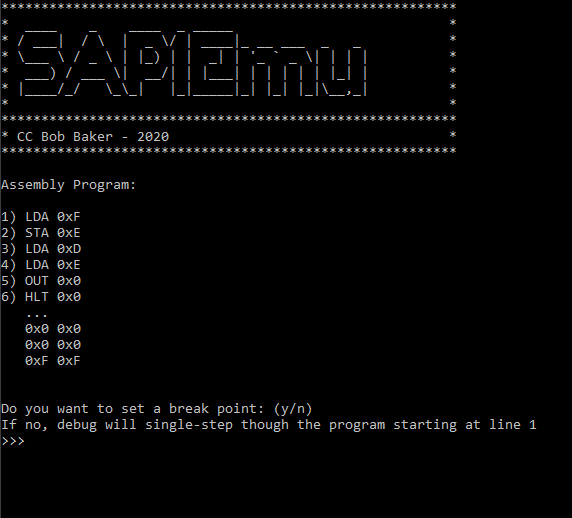 *********************************************************
SAP1Emu
*********************************************************
* CC Bob Baker - 2020 *
*********************************************************
Assembly Program:
1) LDA 0xF
2) STA 0xE
3) LDA 0xD
4) LDA 0xE
5) OUT 0x0
6) HLT 0x0
...
0x0 0x0
0x0 0x0
0xF 0xF
Do you want to set a break point: (y/n)
If no, debug will single-step though the program starting at line 1
>>>